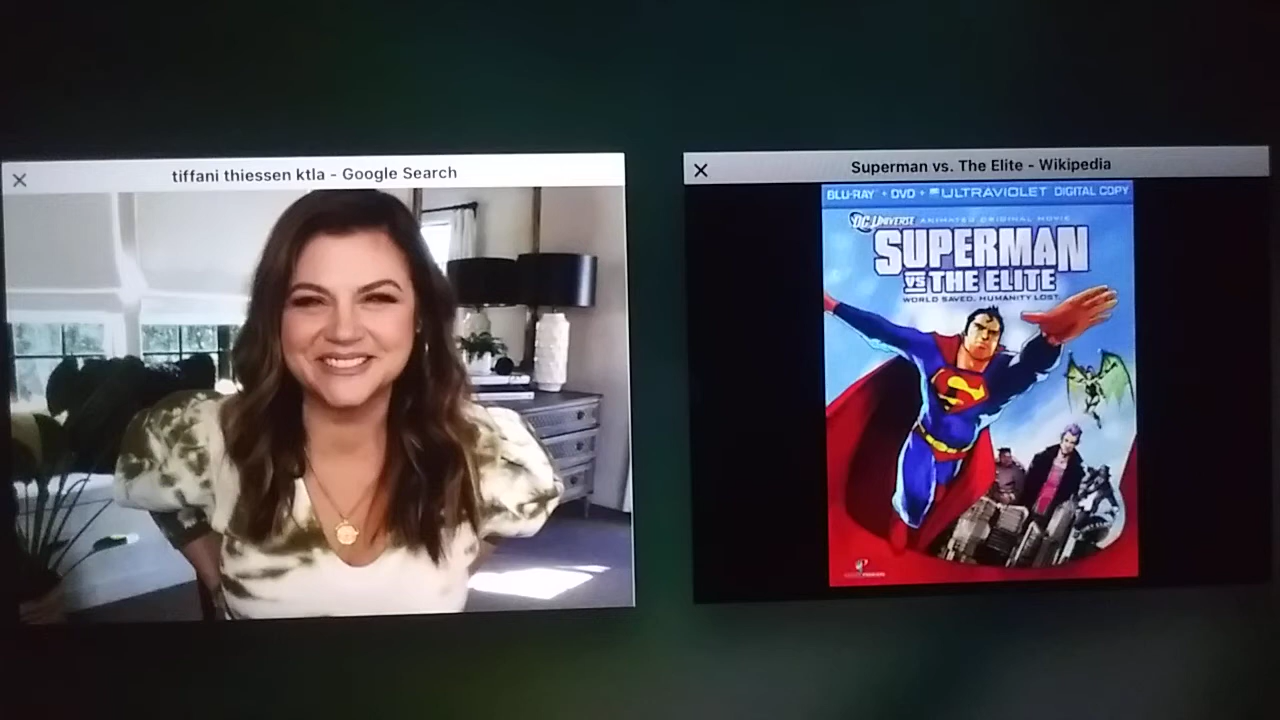 tiffani thiessen ktla - Google Search
Superman vs. The Elite - Wikipedia
BLU-RAY + DVD + ULTRAVIOLET DIGITAL COPY
DC UNIVERSE ANIMATED ORIGINAL MOVIE
SUPERMAN
VS THE ELITE
WORLD SAVED. HUMANITY LOST.